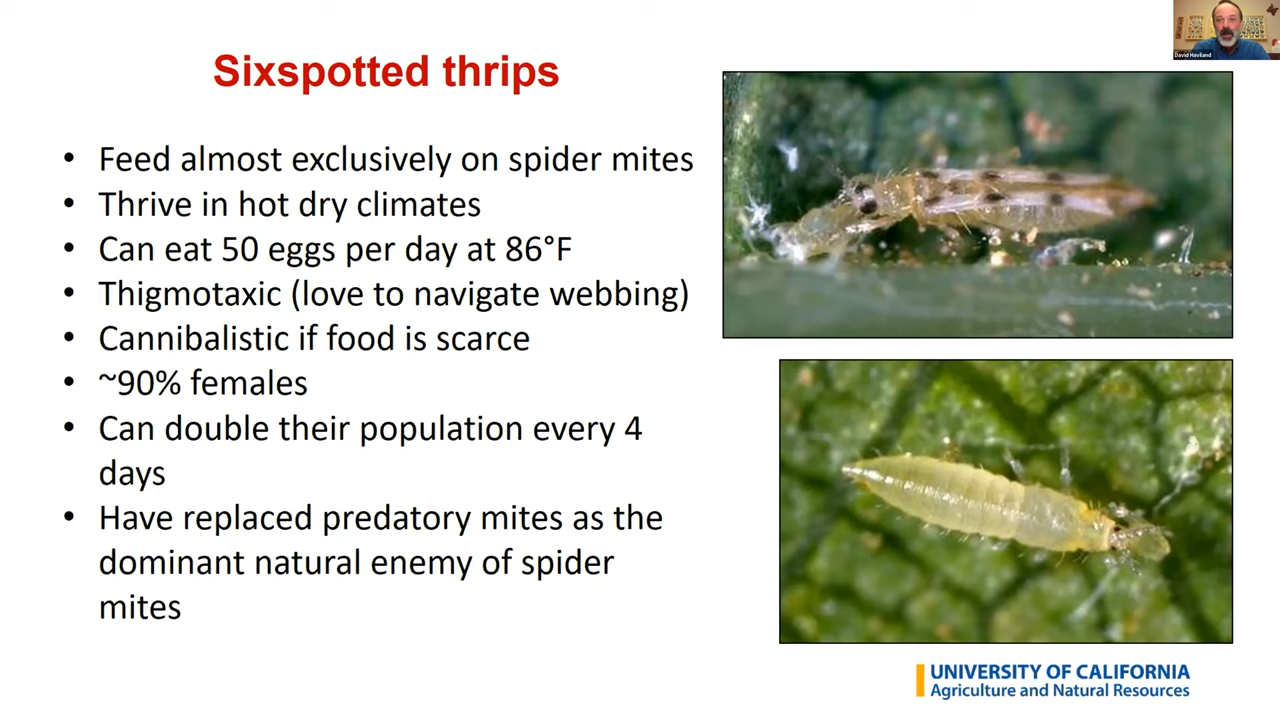 Sixspotted thrips
• Feed almost exclusively on spider mites
• Thrive in hot dry climates
• Can eat 50 eggs per day at 86°F
• Thigmotaxic (love to navigate webbing)
• Cannibalistic if food is scarce
• ~90% females
• Can double their population every 4
days
• Have replaced predatory mites as the
dominant natural enemy of spider
mites
David Haviland
UNIVERSITY OF CALIFORNIA
Agriculture and Natural Resources